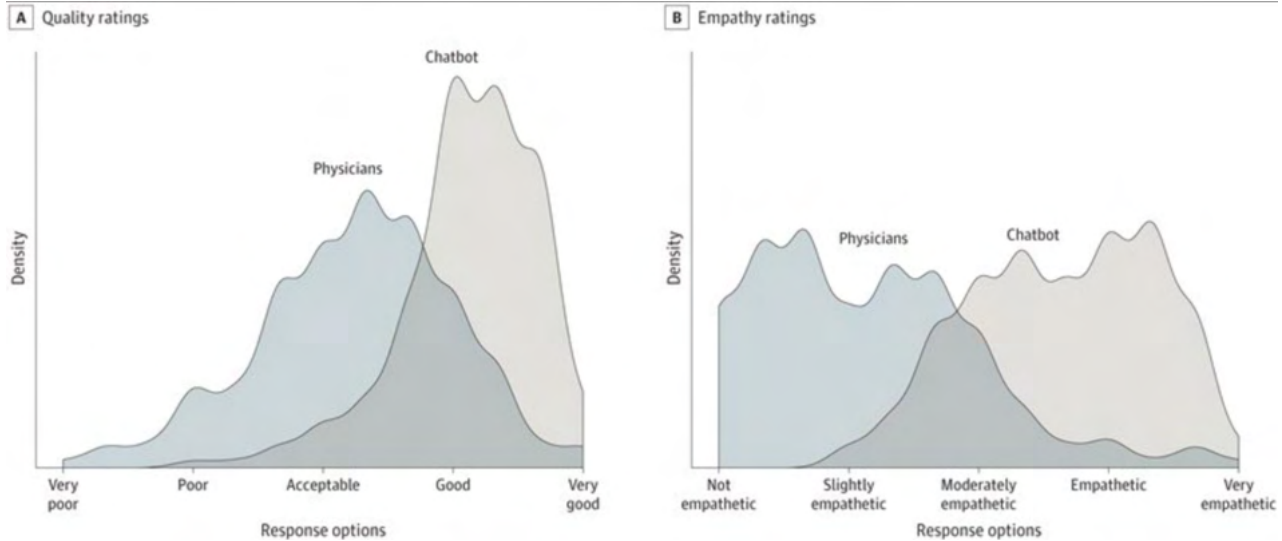 A Quality ratings
Chatbot
Physicians
Density
Very poor
Poor
Acceptable
Good
Very good
Response options
B Empathy ratings
Physicians
Chatbot
Density
Not empathetic
Slightly empathetic
Moderately empathetic
Empathetic
Very empathetic
Response options